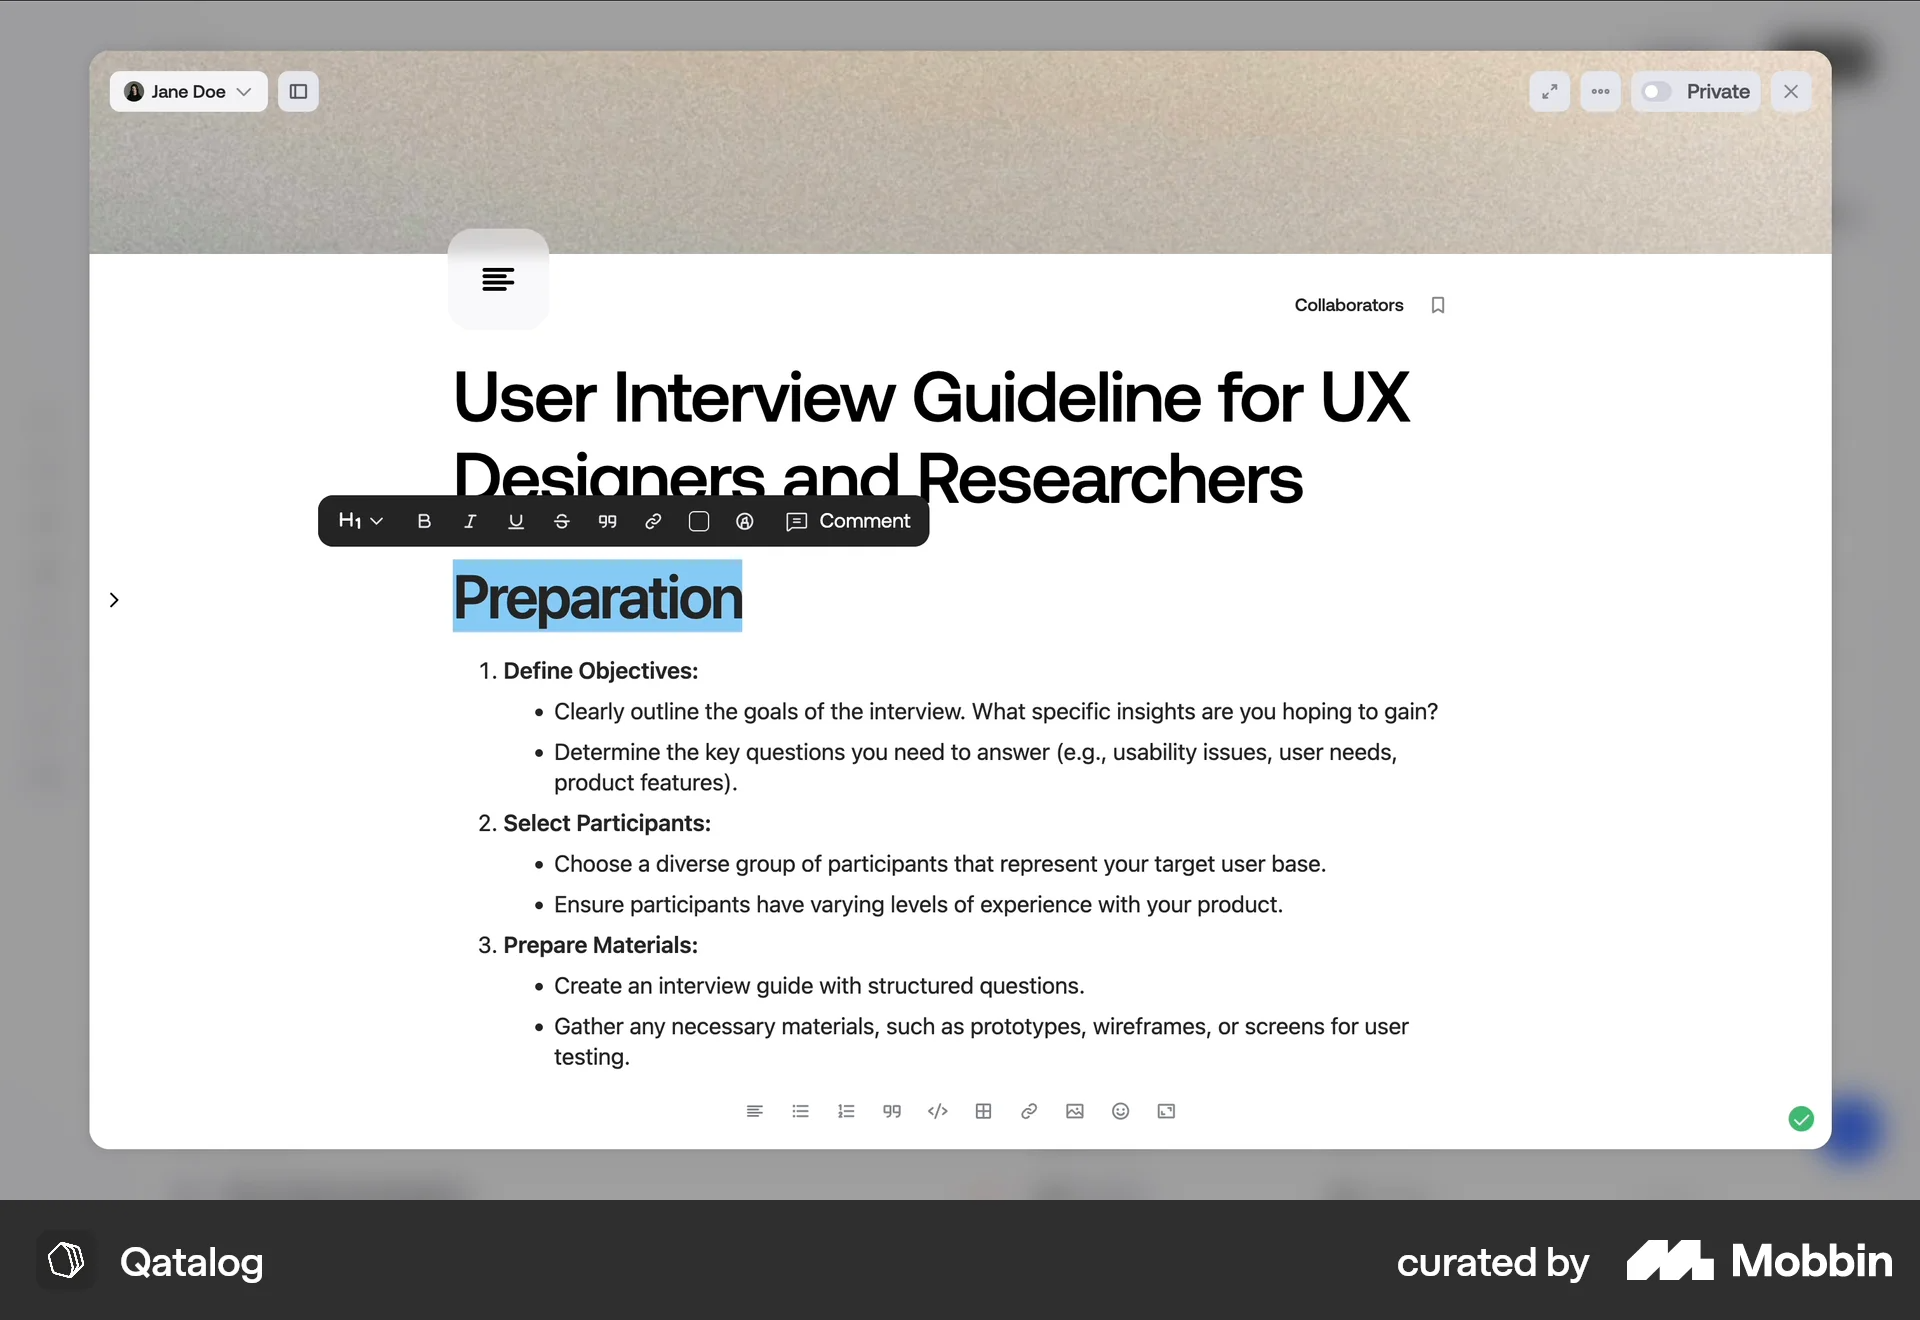 Jane Doe
Private
Collaborators
User Interview Guideline for UX
Designers and Researchers
H1
B
I
U
S
Comment
Preparation
1. Define Objectives:
• Clearly outline the goals of the interview. What specific insights are you hoping to gain?
• Determine the key questions you need to answer (e.g., usability issues, user needs,
product features).
2. Select Participants:
• Choose a diverse group of participants that represent your target user base.
• Ensure participants have varying levels of experience with your product.
3. Prepare Materials:
• Create an interview guide with structured questions.
• Gather any necessary materials, such as prototypes, wireframes, or screens for user
testing.
Qatalog
curated by
Mobbin